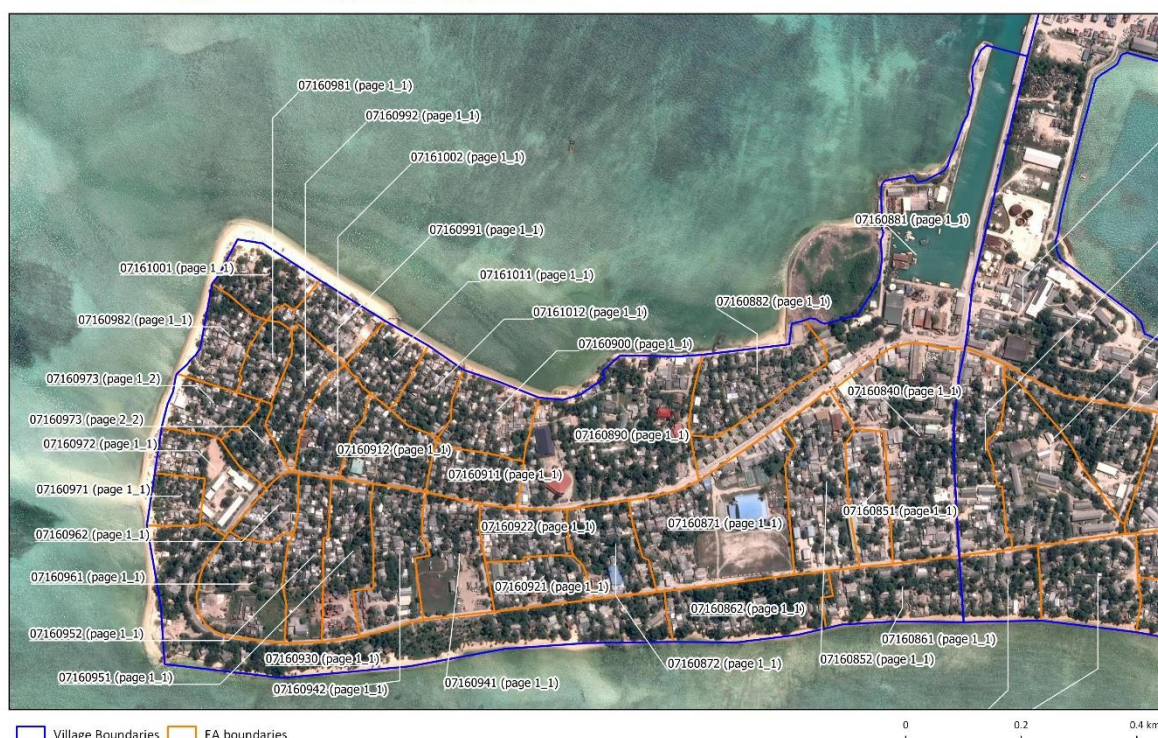 07160981 (page 1_1)
07160992 (page 1_1)
07161002 (page 1_1)
07160991 (page 1_1)
07160881 (page 1_1)
07161001 (page 1_1)
07161011 (page 1_1)
07160882 (page 1_1)
07161012 (page 1_1)
07160982 (page 1_1)
07160900 (page 1_1)
07160973 (page 1_2)
07160840 (page 1_1)
07160973 (page 2_2)
07160890 (page 1_1)
07160972 (page 1_1)
07160912 (page 1_1)
07160911 (page 1_1)
07160971 (page 1_1)
07160851 (page 1_1)
07160922 (page 1_1)
07160871 (page 1_1)
07160962 (page 1_1)
07160961 (page 1_1)
07160921 (page 1_1)
07160862 (page 1_1)
07160952 (page 1_1)
07160861 (page 1_1)
07160930 (page 1_1)
07160852 (page 1_1)
07160872 (page 1_1)
07160951 (page 1_1)
07160941 (page 1_1)
07160942 (page 1_1)
Village Boundaries EA boundaries
0 0.2 0.4 km